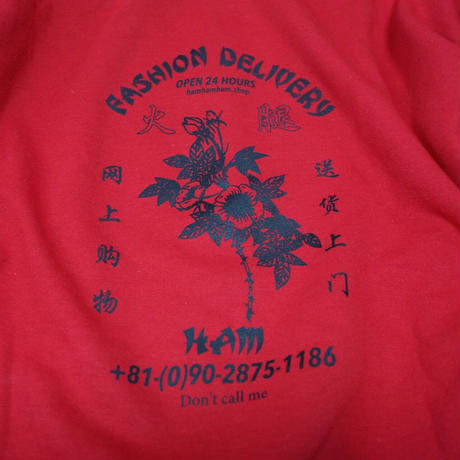 FASHION DELIVERY
OPEN 24 HOURS
hamhamham.shop
火腿
网上购物
送货上门
HAM
+81-(0)90-2875-1186
Don't call me